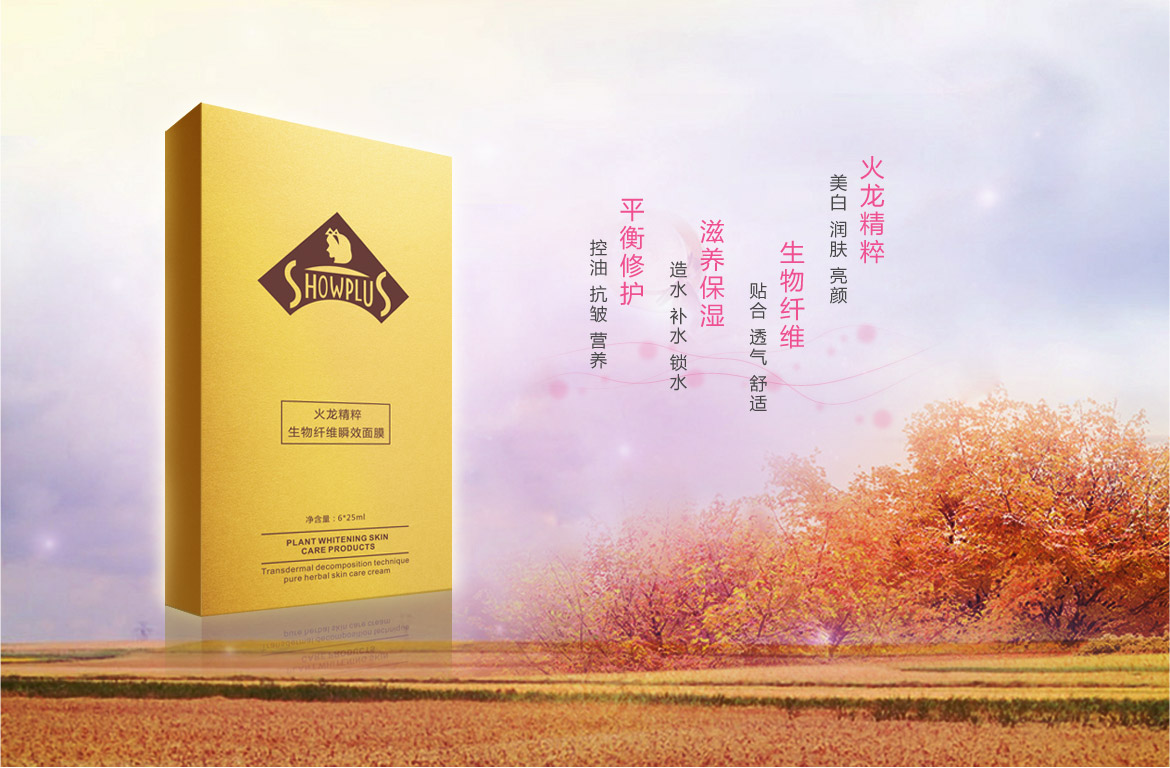 SHOWPLUS
火龙精粹
生物纤维瞬效面膜
净含量：6*25ml
PLANT WHITENING SKIN
CARE PRODUCTS
Transdermal decomposition technique
pure herbal skin care cream
火龙精粹
美白 润肤 亮颜
生物纤维
贴合 透气 舒适
滋养保湿
造水 补水 锁水
平衡修护
控油 抗皱 营养